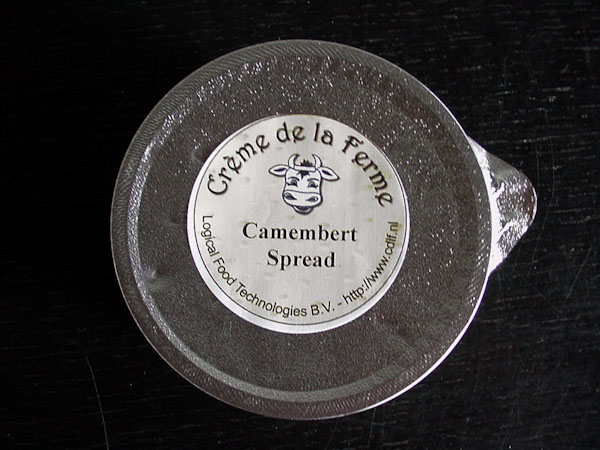 Crème de la Ferme
Camembert
Spread
Logical Food Technologies B.V. - http://www.cdlf.nl